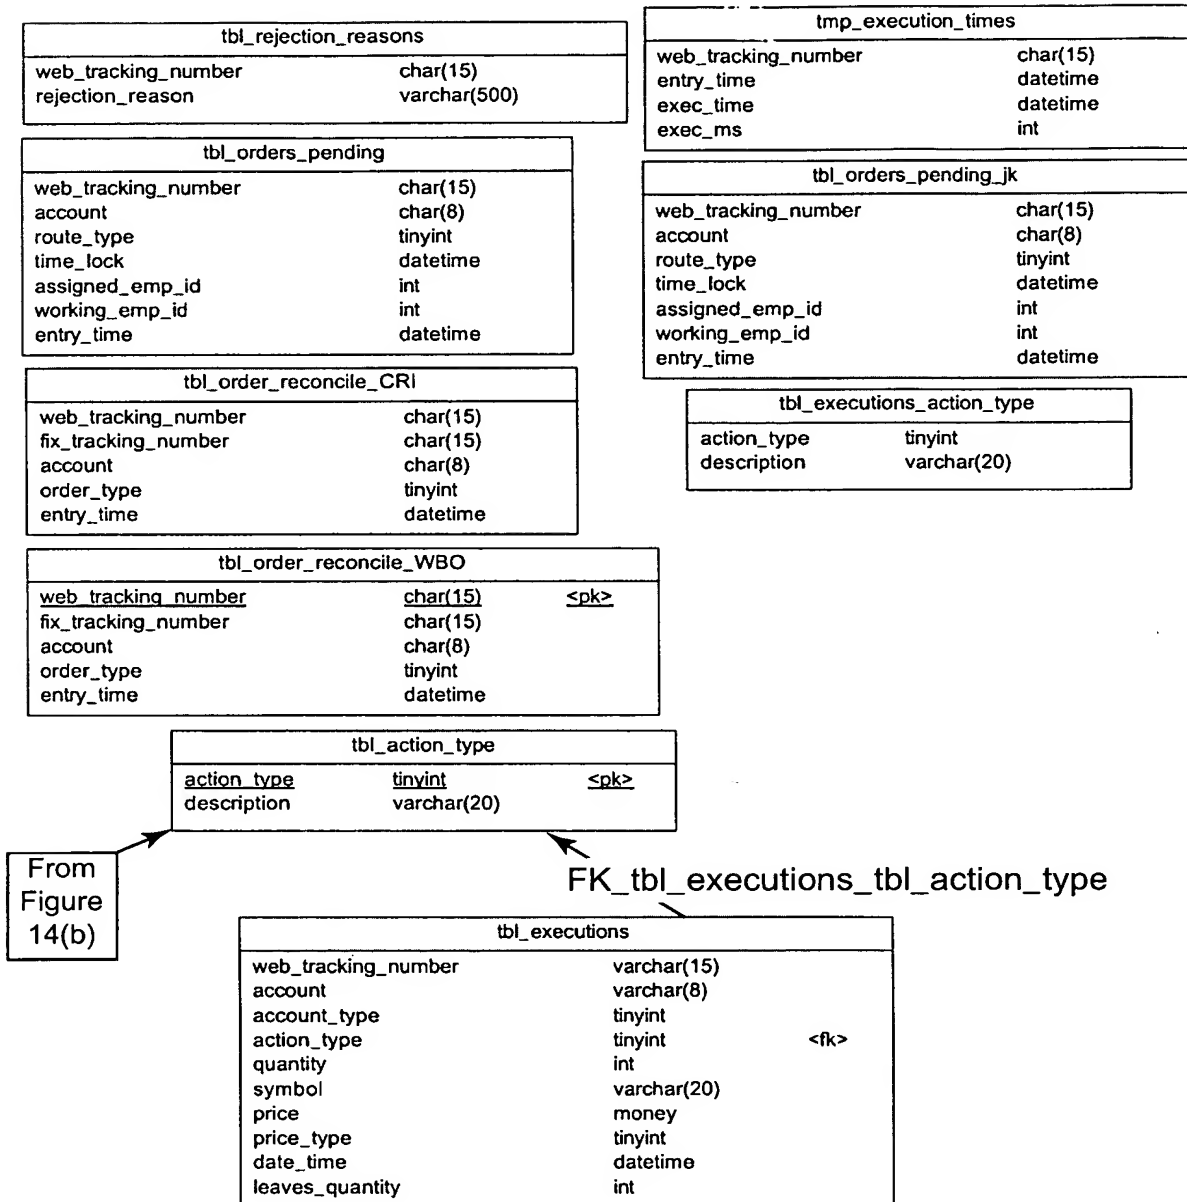 tbl_rejection_reasons
web_tracking_number char(15)
rejection_reason varchar(500)
tmp_execution_times
web_tracking_number char(15)
entry_time datetime
exec_time datetime
exec_ms int
tbl_orders_pending
web_tracking_number char(15)
account char(8)
route_type tinyint
time_lock datetime
assigned_emp_id int
working_emp_id int
entry_time datetime
tbl_orders_pending_jk
web_tracking_number char(15)
account char(8)
route_type tinyint
time_lock datetime
assigned_emp_id int
working_emp_id int
entry_time datetime
tbl_order_reconcile_CRI
web_tracking_number char(15)
fix_tracking_number char(15)
account char(8)
order_type tinyint
entry_time datetime
tbl_executions_action_type
action_type tinyint
description varchar(20)
tbl_order_reconcile_WBO
web_tracking_number char(15) <pk>
fix_tracking_number char(15)
account char(8)
order_type tinyint
entry_time datetime
tbl_action_type
action_type tinyint <pk>
description varchar(20)
From
Figure
14(b)
FK_tbl_executions_tbl_action_type
tbl_executions
web_tracking_number varchar(15)
account varchar(8)
account_type tinyint
action_type tinyint <fk>
quantity int
symbol varchar(20)
price money
price_type tinyint
date_time datetime
leaves_quantity int